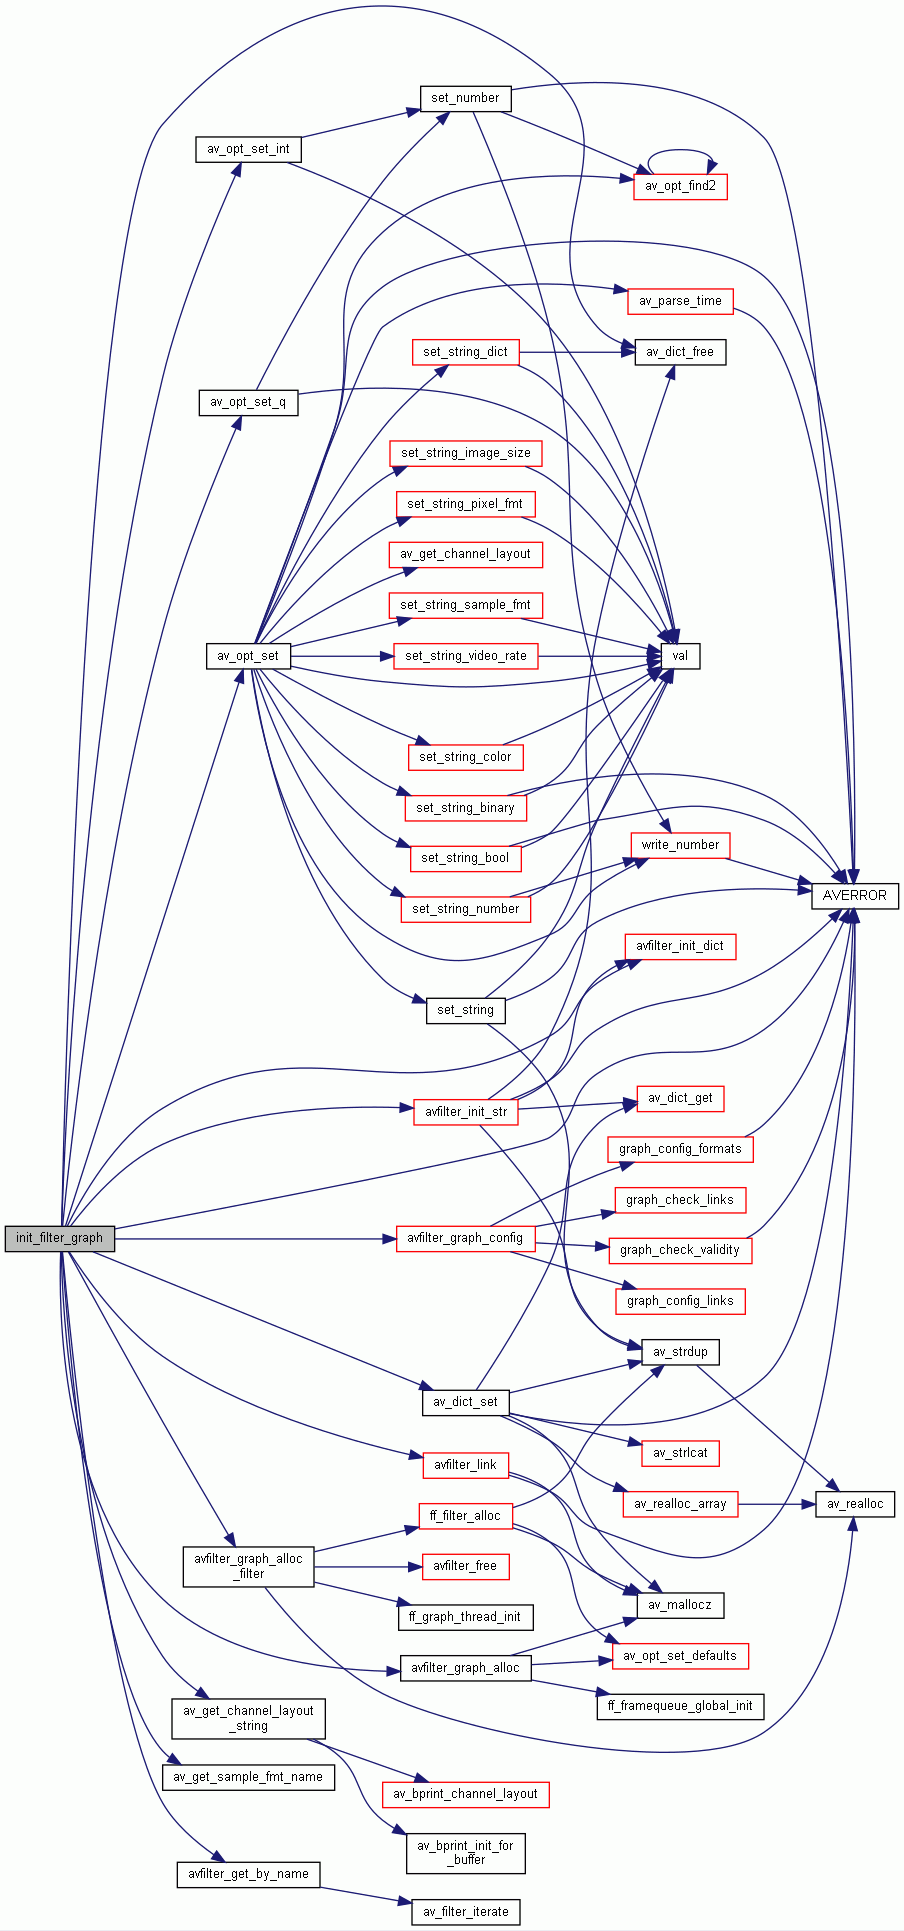 set_number
av_opt_set_int
av_opt_find2
av_parse_time
set_string_dict
av_dict_free
av_opt_set_q
set_string_image_size
set_string_pixel_fmt
av_get_channel_layout
set_string_sample_fmt
av_opt_set
set_string_video_rate
val
set_string_color
set_string_binary
write_number
set_string_bool
AVERROR
set_string_number
avfilter_init_dict
set_string
av_dict_get
avfilter_init_str
graph_config_formats
graph_check_links
init_filter_graph
avfilter_graph_config
graph_check_validity
graph_config_links
av_strdup
av_dict_set
av_strlcat
avfilter_link
av_realloc_array
av_realloc
ff_filter_alloc
avfilter_graph_alloc
_filter
avfilter_free
av_mallocz
ff_graph_thread_init
av_opt_set_defaults
avfilter_graph_alloc
ff_framequeue_global_init
av_get_channel_layout
_string
av_get_sample_fmt_name
av_bprint_channel_layout
av_bprint_init_for
_buffer
avfilter_get_by_name
av_filter_iterate